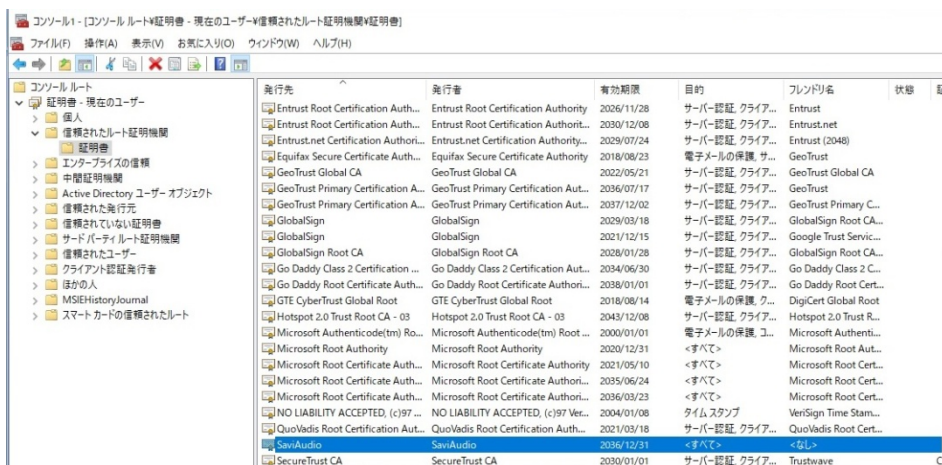 コンソール1 - [コンソール ルート¥証明書 - 現在のユーザー¥信頼されたルート証明機関¥証明書]
ファイル(F) 操作(A) 表示(V) お気に入り(O) ウィンドウ(W) ヘルプ(H)
コンソール ルート
証明書 - 現在のユーザー
個人
信頼されたルート証明機関
証明書
エンタープライズの信頼
中間証明機関
Active Directory ユーザー オブジェクト
信頼された発行元
信頼されていない証明書
サード パーティ ルート証明機関
信頼されたユーザー
クライアント認証発行者
ほかの人
MSIEHistoryJournal
スマート カードの信頼されたルート
発行先 発行者 有効期限 目的 フレンドリ名 状態
Entrust Root Certification Auth... Entrust Root Certification Authority 2026/11/28 サーバー認証, クライア... Entrust
Entrust Root Certification Auth... Entrust Root Certification Authorit... 2030/12/08 サーバー認証, クライア... Entrust.net
Entrust.net Certification Authori... Entrust.net Certification Authority... 2029/07/24 サーバー認証, クライア... Entrust (2048)
Equifax Secure Certificate Auth... Equifax Secure Certificate Authority 2018/08/23 電子メールの保護, サ... GeoTrust
GeoTrust Global CA GeoTrust Global CA 2022/05/21 サーバー認証, クライア... GeoTrust Global CA
GeoTrust Primary Certification A... GeoTrust Primary Certification Aut... 2036/07/17 サーバー認証, クライア... GeoTrust
GeoTrust Primary Certification A... GeoTrust Primary Certification Aut... 2037/12/02 サーバー認証, クライア... GeoTrust Primary C...
GlobalSign GlobalSign 2029/03/18 サーバー認証, クライア... GlobalSign Root CA...
GlobalSign GlobalSign 2021/12/15 サーバー認証, クライア... Google Trust Servic...
GlobalSign Root CA GlobalSign Root CA 2028/01/28 サーバー認証, クライア... GlobalSign Root CA...
Go Daddy Class 2 Certification ... Go Daddy Class 2 Certification Aut... 2034/06/30 サーバー認証, クライア... Go Daddy Class 2 C...
Go Daddy Root Certificate Auth... Go Daddy Root Certificate Authori... 2038/01/01 サーバー認証, クライア... Go Daddy Root Cert...
GTE CyberTrust Global Root GTE CyberTrust Global Root 2018/08/14 電子メールの保護, ク... DigiCert Global Root
Hotspot 2.0 Trust Root CA - 03 Hotspot 2.0 Trust Root CA - 03 2043/12/08 サーバー認証, クライア... Hotspot 2.0 Trust R...
Microsoft Authenticode(tm) Ro... Microsoft Authenticode(tm) Root ... 2000/01/01 電子メールの保護, コ... Microsoft Authenti...
Microsoft Root Authority Microsoft Root Authority 2020/12/31 <すべて> Microsoft Root Aut...
Microsoft Root Certificate Auth... Microsoft Root Certificate Authority 2021/05/10 <すべて> Microsoft Root Cert...
Microsoft Root Certificate Auth... Microsoft Root Certificate Authori... 2035/06/24 <すべて> Microsoft Root Cert...
Microsoft Root Certificate Auth... Microsoft Root Certificate Authori... 2036/03/23 <すべて> Microsoft Root Cert...
NO LIABILITY ACCEPTED, (c)97 ... NO LIABILITY ACCEPTED, (c)97 Ver... 2004/01/08 タイム スタンプ VeriSign Time Stam...
QuoVadis Root Certification Aut... QuoVadis Root Certification Auth... 2021/03/18 サーバー認証, クライア... QuoVadis Root Cert...
SaviAudio SaviAudio 2036/12/31 <すべて> <なし>
SecureTrust CA SecureTrust CA 2030/01/01 サーバー認証, クライア... Trustwave